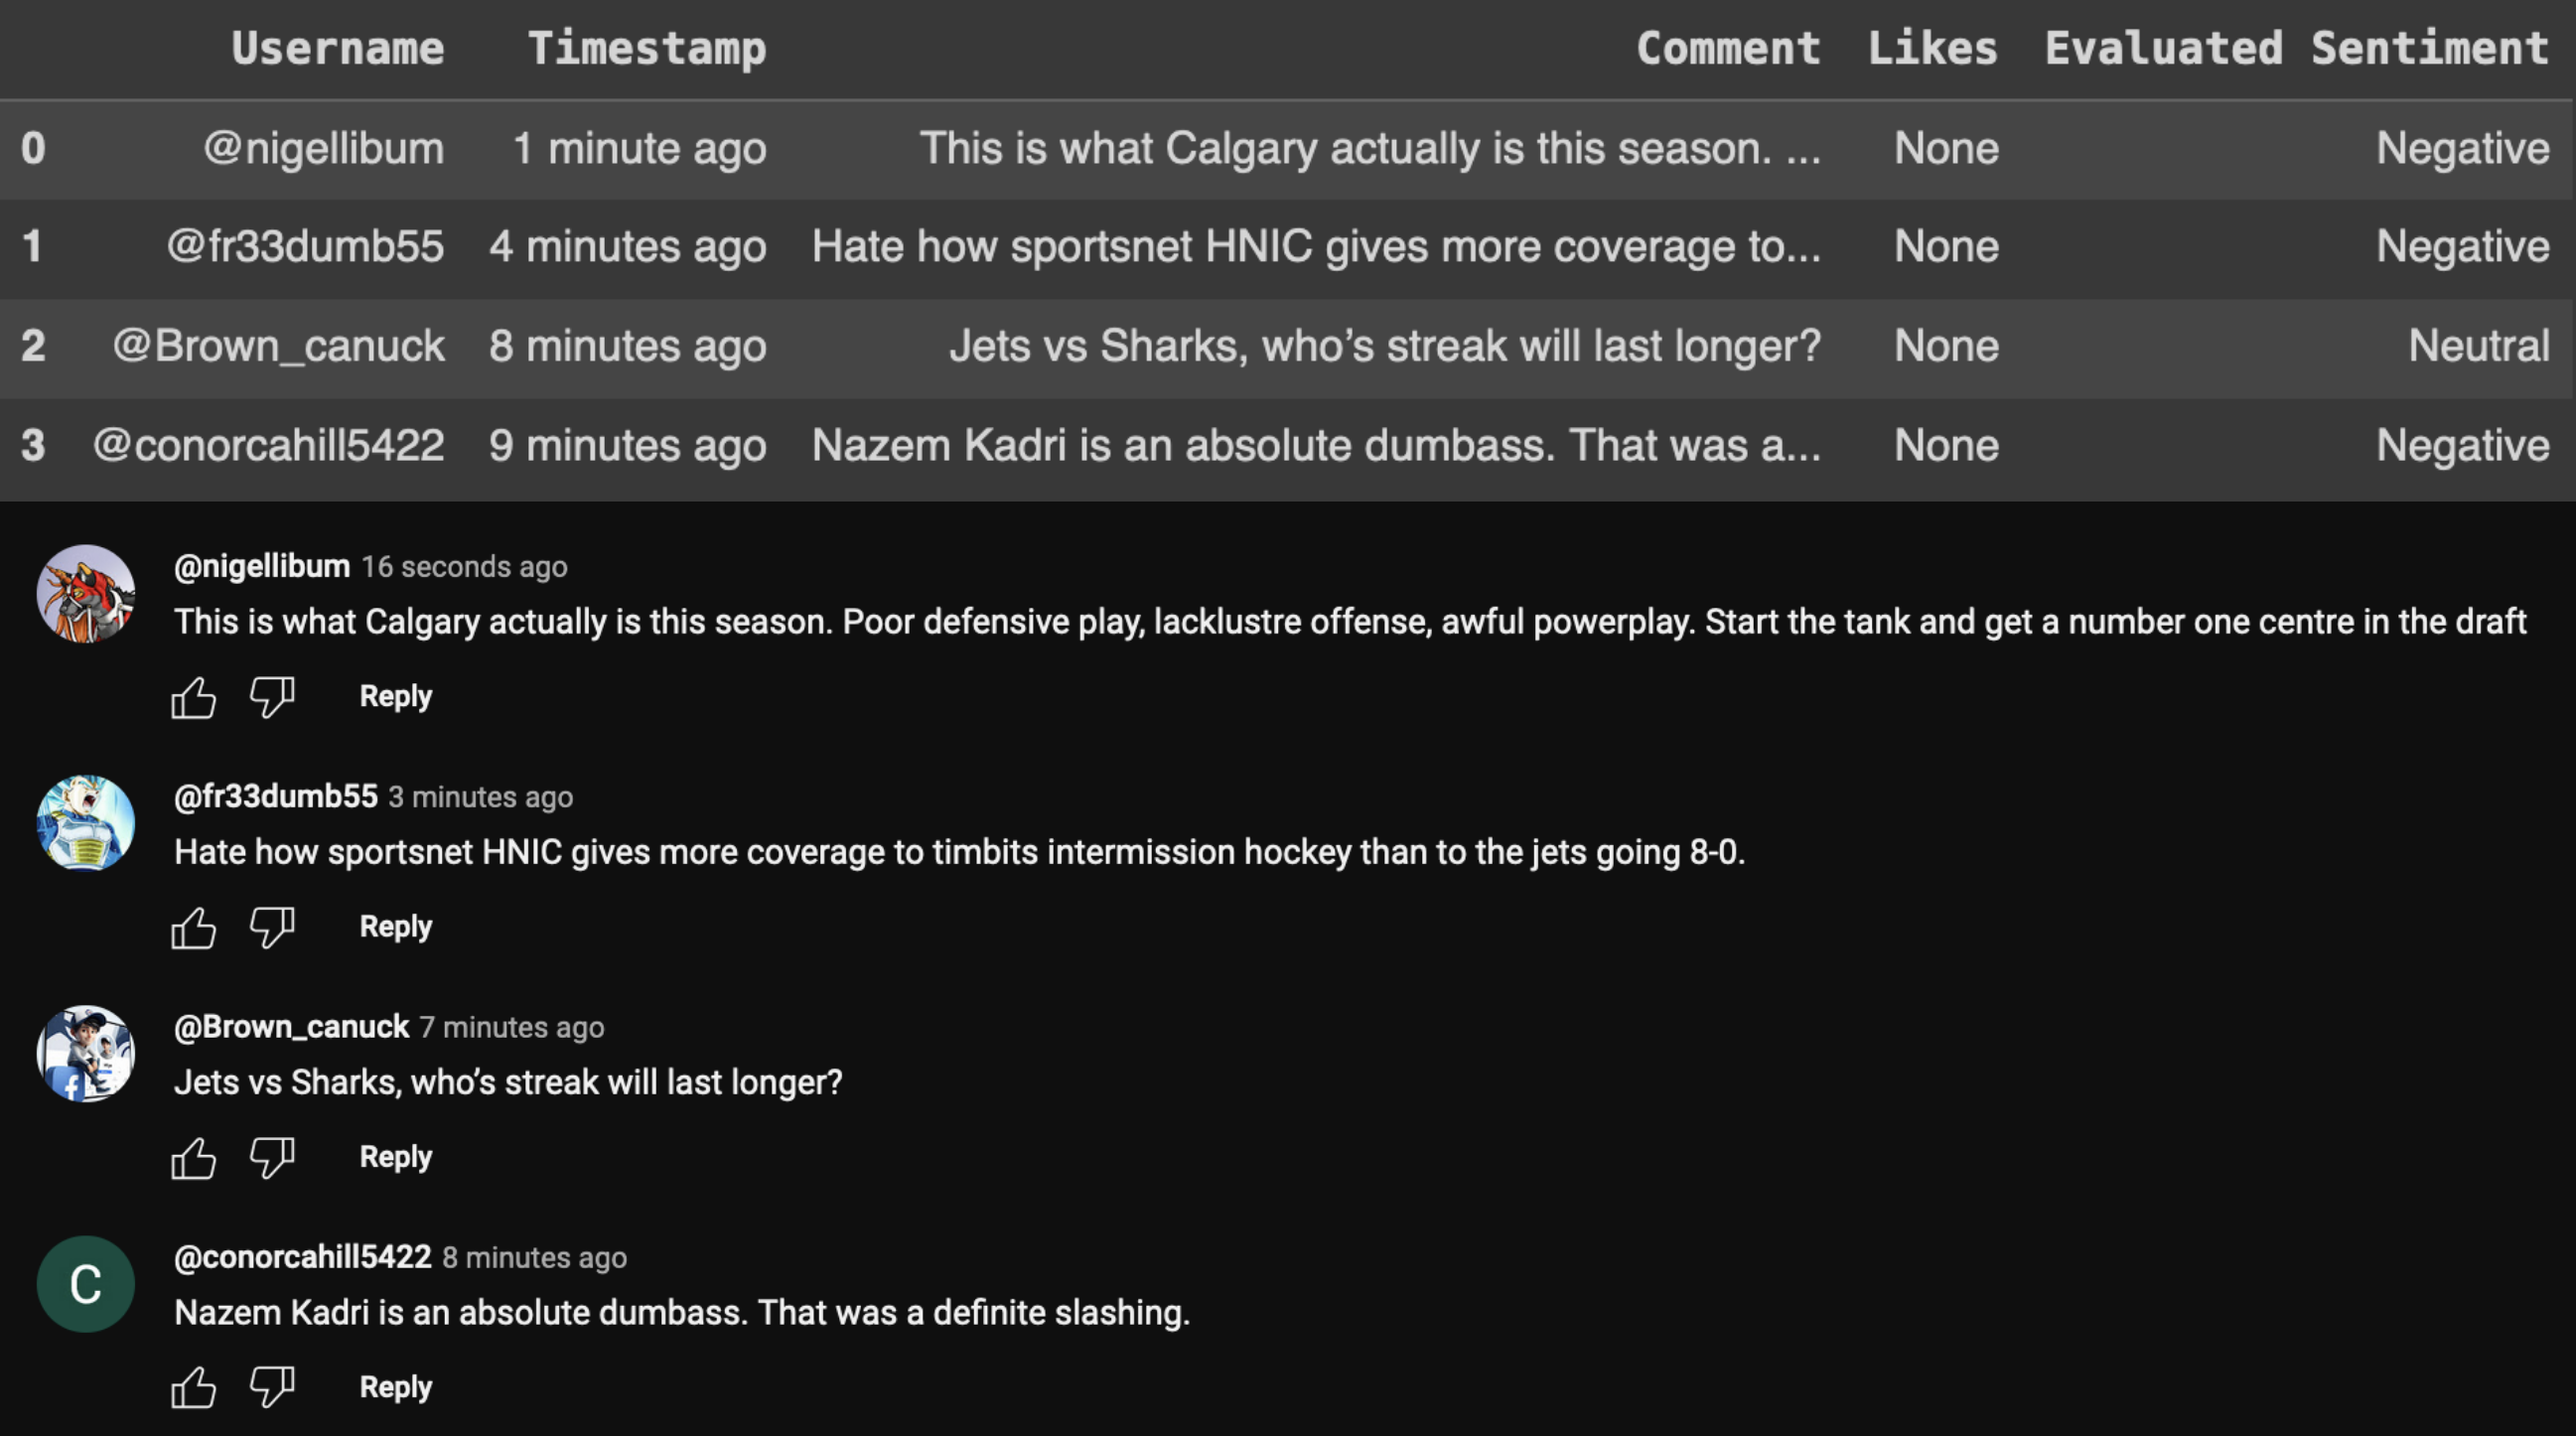 Username Timestamp Comment Likes Evaluated Sentiment
0 @nigellibum 1 minute ago This is what Calgary actually is this season. ... None Negative
1 @fr33dumb55 4 minutes ago Hate how sportsnet HNIC gives more coverage to... None Negative
2 @Brown_canuck 8 minutes ago Jets vs Sharks, who’s streak will last longer? None Neutral
3 @conorcahill5422 9 minutes ago Nazem Kadri is an absolute dumbass. That was a... None Negative
@nigellibum 16 seconds ago
This is what Calgary actually is this season. Poor defensive play, lacklustre offense, awful powerplay. Start the tank and get a number one centre in the draft
Reply
@fr33dumb55 3 minutes ago
Hate how sportsnet HNIC gives more coverage to timbits intermission hockey than to the jets going 8-0.
Reply
@Brown_canuck 7 minutes ago
Jets vs Sharks, who’s streak will last longer?
Reply
C
@conorcahill5422 8 minutes ago
Nazem Kadri is an absolute dumbass. That was a definite slashing.
Reply